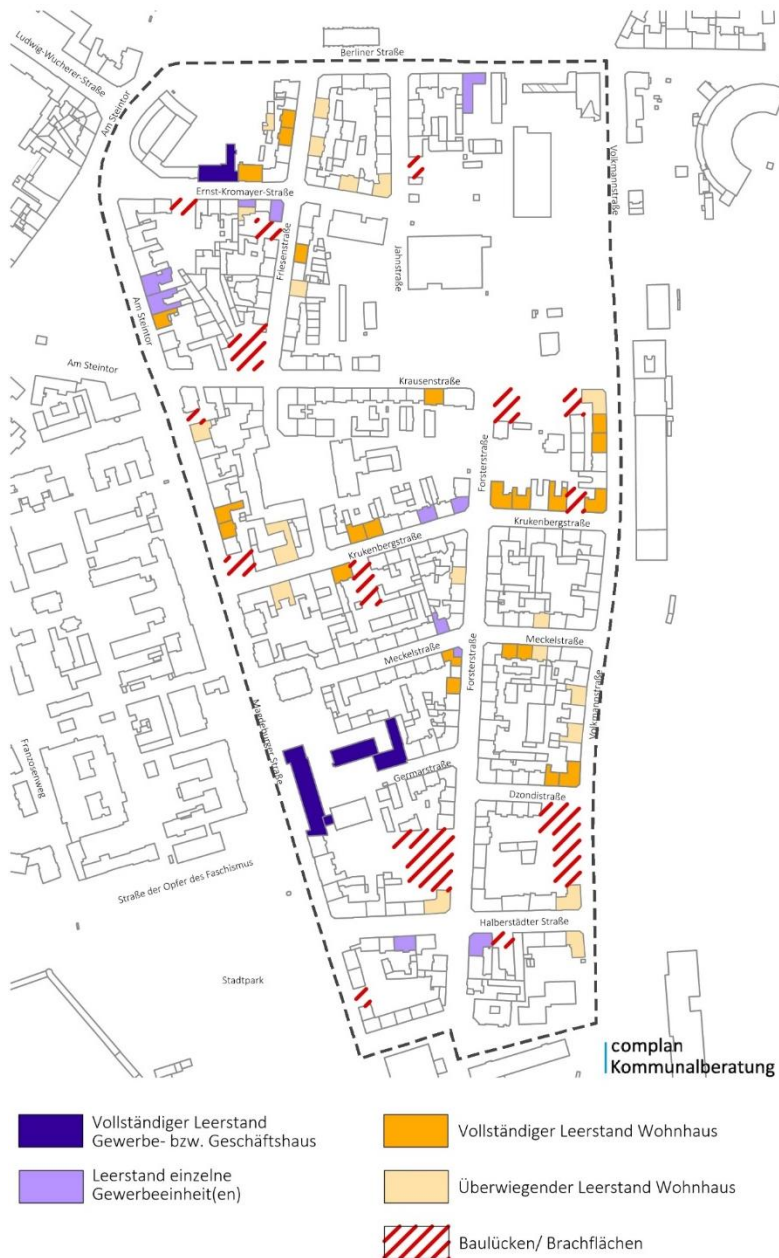 Berliner Straße
Ludwig-Wucherer-Straße
Am Steintor
Volkmannstraße
Ernst-Kromayer-Straße
Friesenstraße
Jahnstraße
Am Steintor
Am Steintor
Krausenstraße
Forsterstraße
Krukenbergstraße
Krukenbergstraße
Meckelstraße
Meckelstraße
Forsterstraße
Volkmannstraße
Magdeburger Straße
Franzosenweg
Germarstraße
Dzondistraße
Straße der Opfer des Faschismus
Halberstädter Straße
Stadtpark
complan
Kommunalberatung
Vollständiger Leerstand
Gewerbe- bzw. Geschäftshaus
Leerstand einzelne
Gewerbeeinheit(en)
Vollständiger Leerstand Wohnhaus
Überwiegender Leerstand Wohnhaus
Baulücken/ Brachflächen